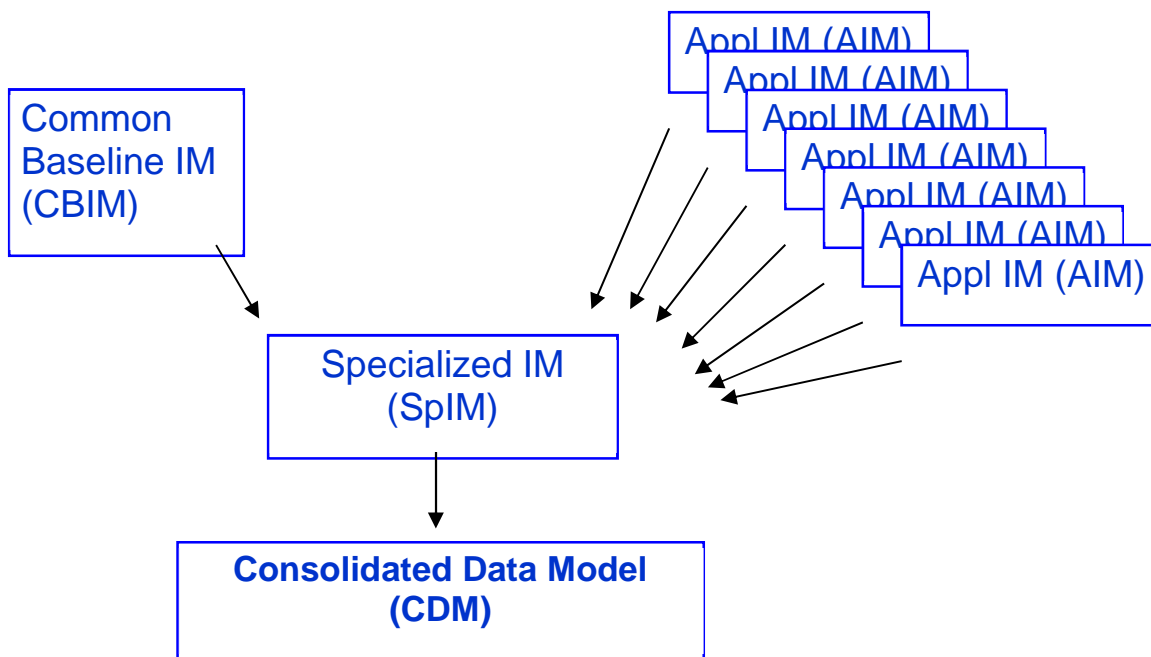 Common
Baseline IM
(CBIM)
Appl IM (AIM)
Appl IM (AIM)
Appl IM (AIM)
Appl IM (AIM)
Appl IM (AIM)
Appl IM (AIM)
Appl IM (AIM)
Specialized IM
(SpIM)
Consolidated Data Model
(CDM)